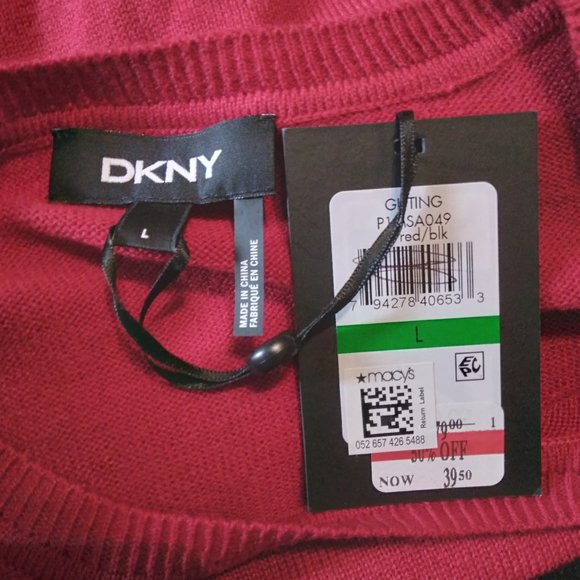 DKNY
L
MADE IN CHINA
FABRIQUÉ EN CHINE
red/blk
7 94278 40653 3
L
★macy's
Return Label
052 657 426 5488
1
50% OFF
NOW 39.50